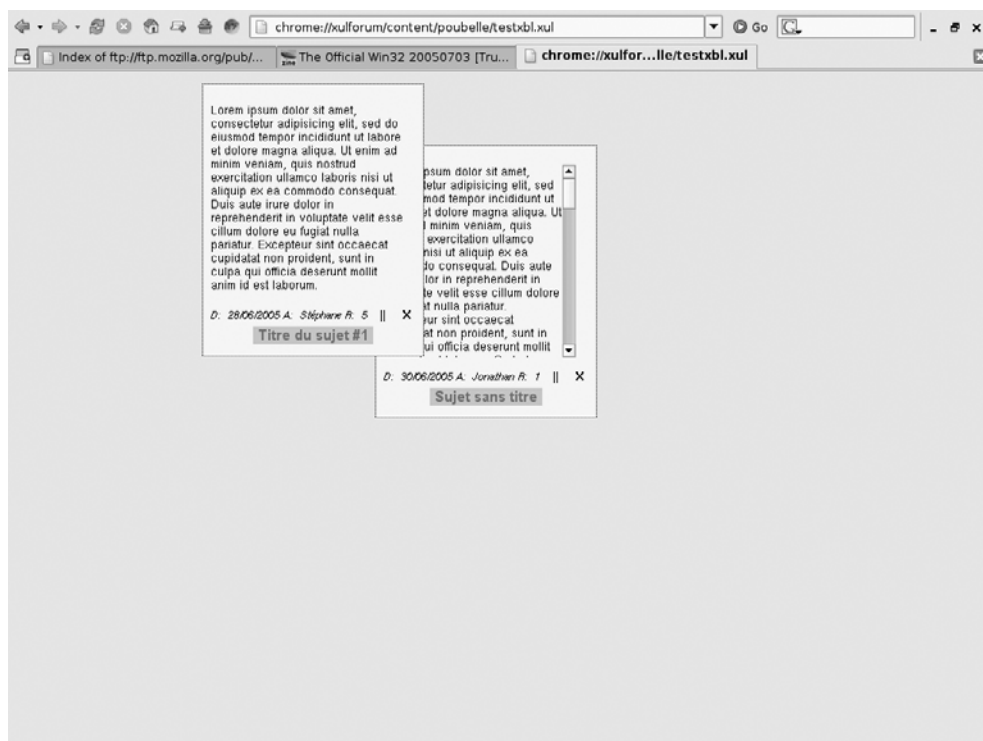 chrome://xulforum/content/poubelle/testxbl.xul
Go
G
Index of ftp://ftp.mozilla.org/pub/...
The Official Win32 20050703 [Tru...
chrome://xulfor...lle/testxbl.xul
Lorem ipsum dolor sit amet,
consectetur adipisicing elit, sed do
eiusmod tempor incididunt ut labore
et dolore magna aliqua. Ut enim ad
minim veniam, quis nostrud
exercitation ullamco laboris nisi ut
aliquip ex ea commodo consequat.
Duis aute irure dolor in
reprehenderit in voluptate velit esse
cillum dolore eu fugiat nulla
pariatur. Excepteur sint occaecat
cupidatat non proident, sunt in
culpa qui officia deserunt mollit
anim id est laborum.
D: 28/06/2005 A: Stéphane R: 5 || X
Titre du sujet #1
psum dolor sit amet,
tetur adipisicing elit, sed
mod tempor incididunt ut
et dolore magna aliqua. Ut
minim veniam, quis
exercitation ullamco
nisi ut aliquip ex ea
do consequat. Duis aute
lor in reprehenderit in
te velit esse cillum dolore
at nulla pariatur.
eur sint occaecat
at non proident, sunt in
ui officia deserunt mollit
D: 30/06/2005 A: Jonathan R: 1 || X
Sujet sans titre